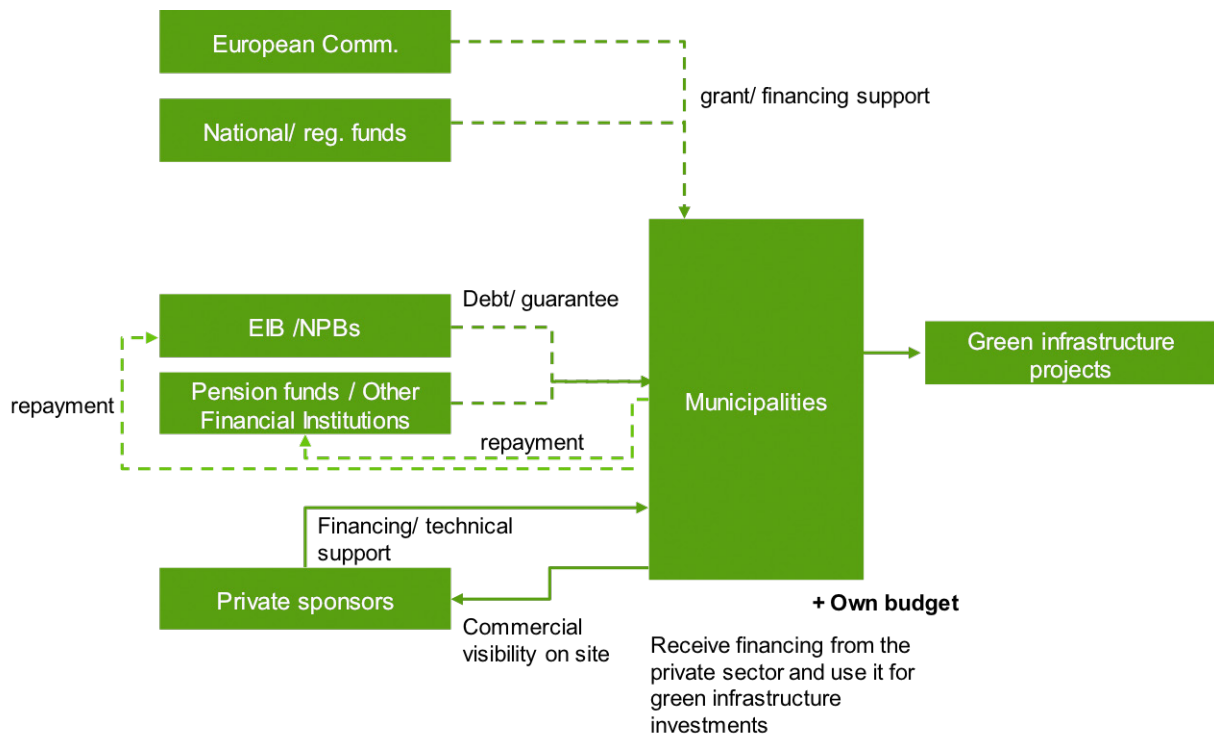 European Comm.
grant/ financing support
National/ reg. funds
Debt/ guarantee
EIB /NPBs
Green infrastructure
projects
Pension funds / Other
Financial Institutions
Municipalities
repayment
repayment
Financing/ technical
support
Private sponsors
+ Own budget
Commercial
visibility on site
Receive financing from the
private sector and use it for
green infrastructure
investments